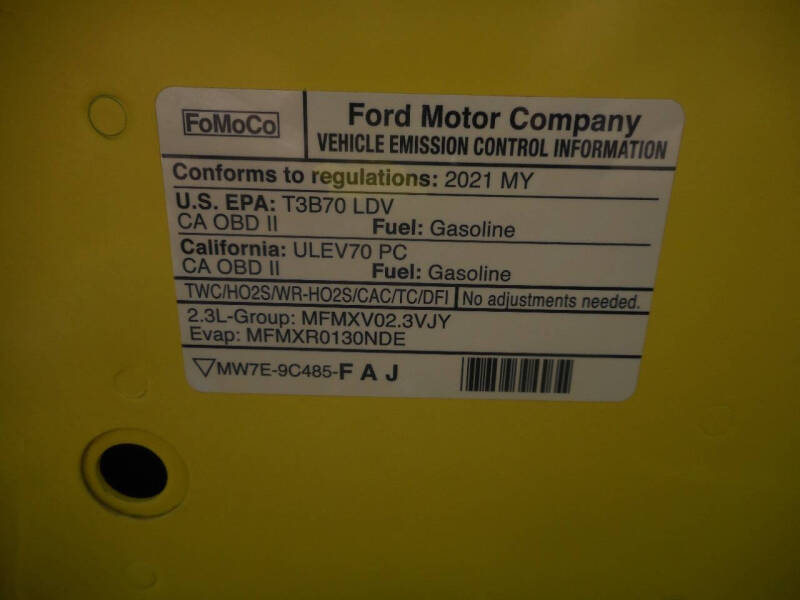 FoMoCo
Ford Motor Company
VEHICLE EMISSION CONTROL INFORMATION
Conforms to regulations: 2021 MY
U.S. EPA: T3B70 LDV
CA OBD II Fuel: Gasoline
California: ULEV70 PC
CA OBD II Fuel: Gasoline
TWC/HO2S/WR-HO2S/CAC/TC/DFI No adjustments needed.
2.3L-Group: MFMXV02.3VJY
Evap: MFMXR0130NDE
MW7E-9C485-F A J